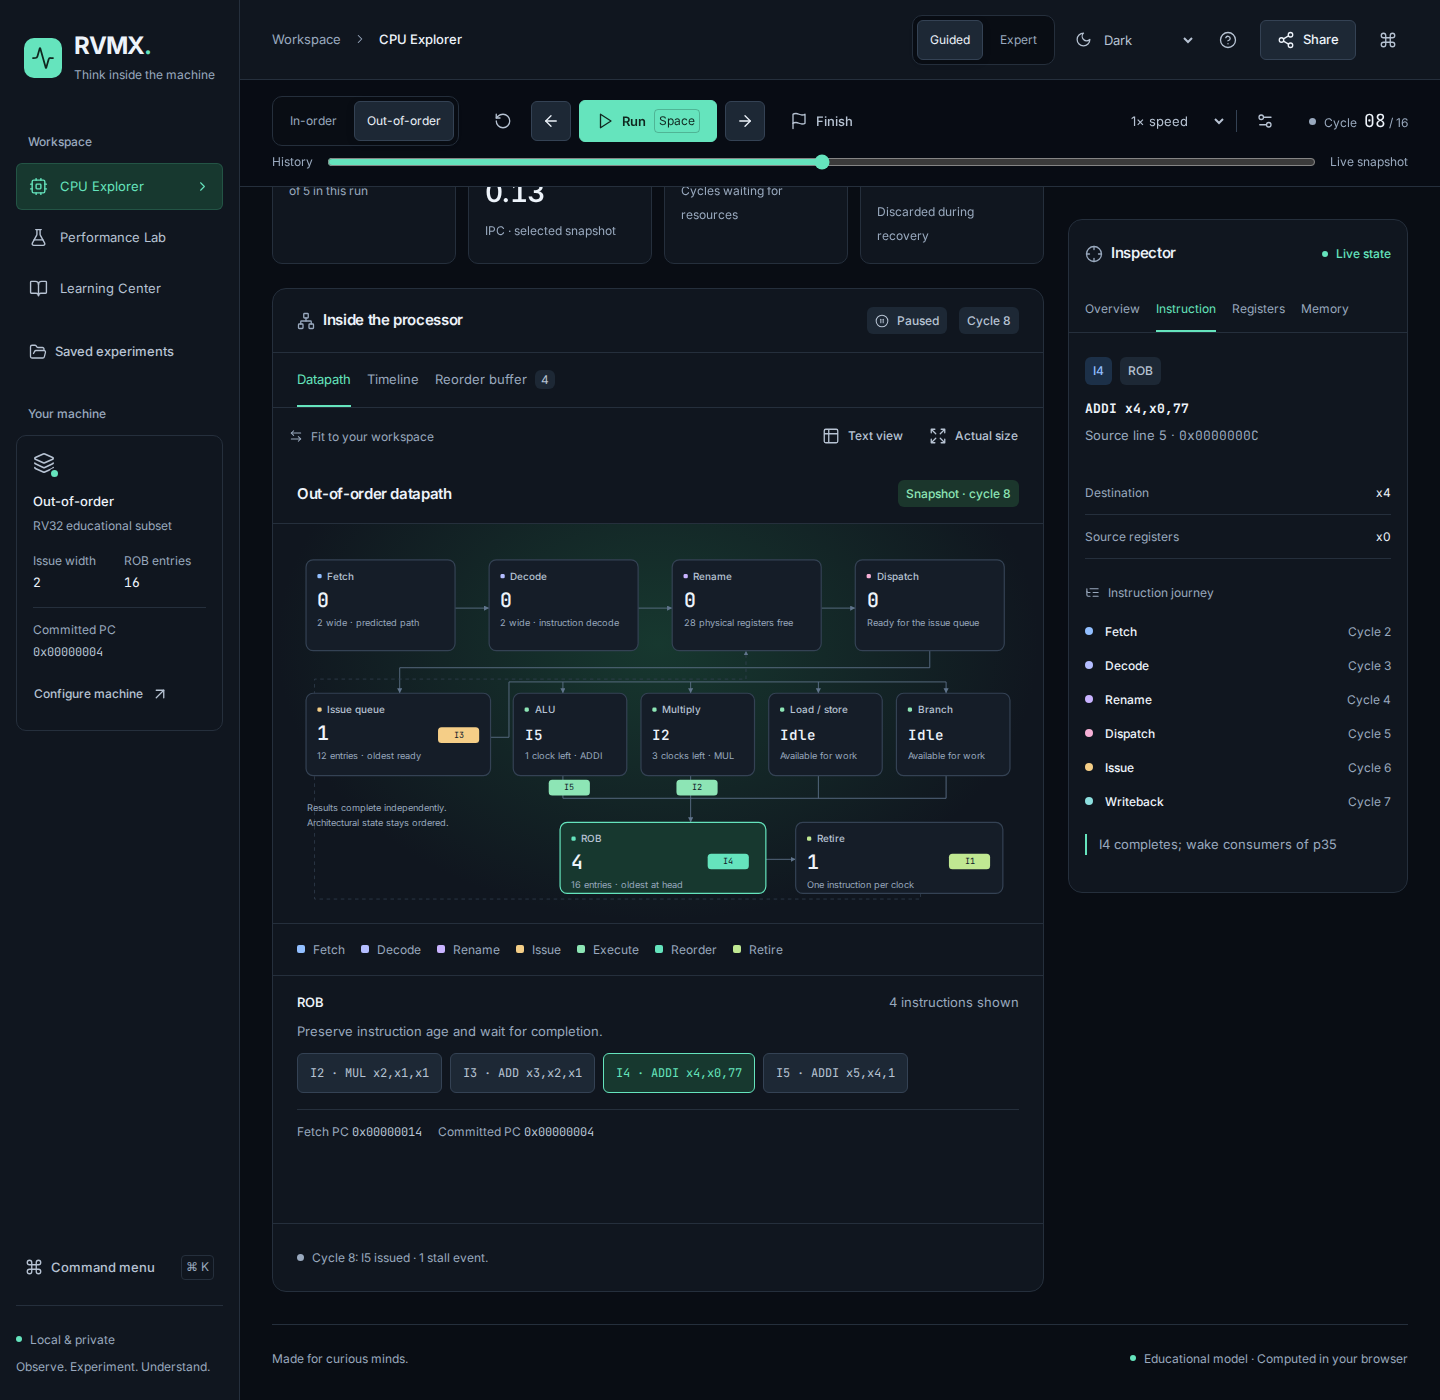 RVMX.
Think inside the machine
Workspace
CPU Explorer
Performance Lab
Learning Center
Saved experiments
Your machine
Out-of-order
RV32 educational subset
Issue width ROB entries
2 16
Committed PC
0x00000004
Configure machine
Command menu ⌘ K
Local & private
Observe. Experiment. Understand.
Workspace > CPU Explorer
Guided Expert Dark Share
In-order Out-of-order Run Space Finish 1× speed Cycle 08 / 16
History Live snapshot
of 5 in this run
0.13
IPC · selected snapshot
Cycles waiting for
resources
Discarded during
recovery
Inside the processor Paused Cycle 8
Datapath Timeline Reorder buffer 4
Fit to your workspace Text view Actual size
Out-of-order datapath Snapshot · cycle 8
Fetch
0
2 wide · predicted path
Decode
0
2 wide · instruction decode
Rename
0
28 physical registers free
Dispatch
0
Ready for the issue queue
Issue queue
1 I3
12 entries · oldest ready
ALU
I5
1 clock left · ADDI
Multiply
I2
3 clocks left · MUL
Load / store
Idle
Available for work
Branch
Idle
Available for work
I5 I2
Results complete independently.
Architectural state stays ordered.
ROB
4 I4
16 entries · oldest at head
Retire
1 I1
One instruction per clock
Fetch Decode Rename Issue Execute Reorder Retire
ROB 4 instructions shown
Preserve instruction age and wait for completion.
I2 · MUL x2,x1,x1 I3 · ADD x3,x2,x1 I4 · ADDI x4,x0,77 I5 · ADDI x5,x4,1
Fetch PC 0x00000014 Committed PC 0x00000004
Cycle 8: I5 issued · 1 stall event.
Inspector Live state
Overview Instruction Registers Memory
I4 ROB
ADDI x4,x0,77
Source line 5 · 0x0000000C
Destination x4
Source registers x0
Instruction journey
Fetch Cycle 2
Decode Cycle 3
Rename Cycle 4
Dispatch Cycle 5
Issue Cycle 6
Writeback Cycle 7
I4 completes; wake consumers of p35
Made for curious minds. Educational model · Computed in your browser